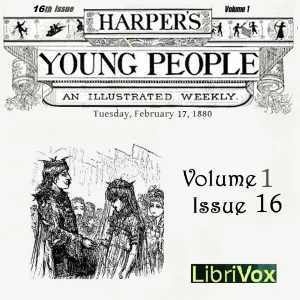 16th Issue
Volume 1
HARPER'S
YOUNG PEOPLE
AN ILLUSTRATED WEEKLY.
Tuesday, February 17, 1880
Volume 1
Issue 16
LibriVox